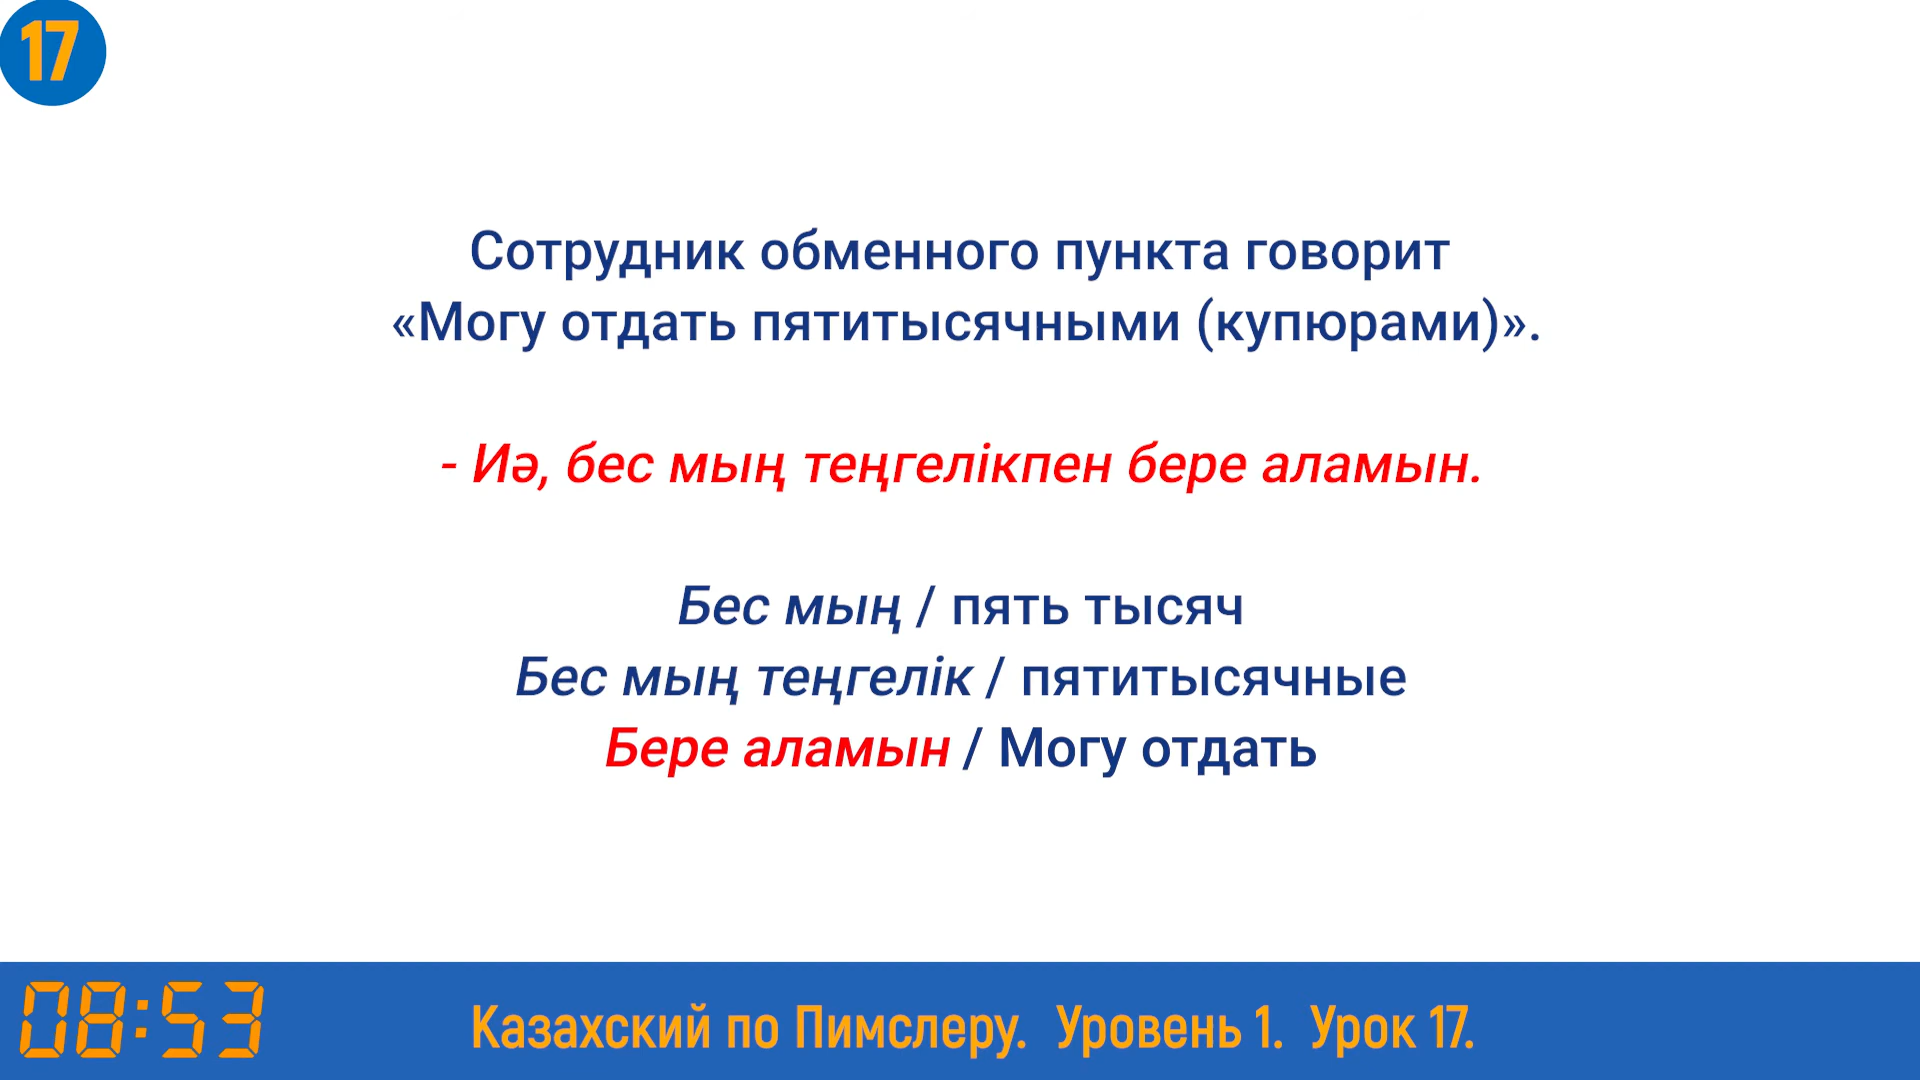 17
Сотрудник обменного пункта говорит
«Могу отдать пятитысячными (купюрами)».
- Иә, бес мың теңгелікпен бере аламын.
Бес мың / пять тысяч
Бес мың теңгелік / пятитысячные
Бере аламын / Могу отдать
08:53
Казахский по Пимслеру. Уровень 1. Урок 17.